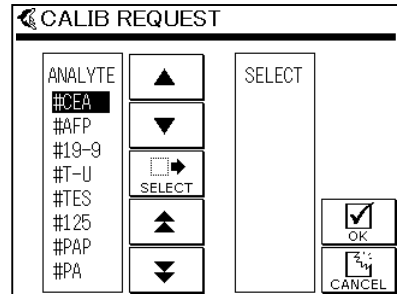 CALIB REQUEST
ANALYTE
#CEA
#AFP
#19-9
#T-U
#TES
#125
#PAP
#PA
SELECT
SELECT
OK
CANCEL